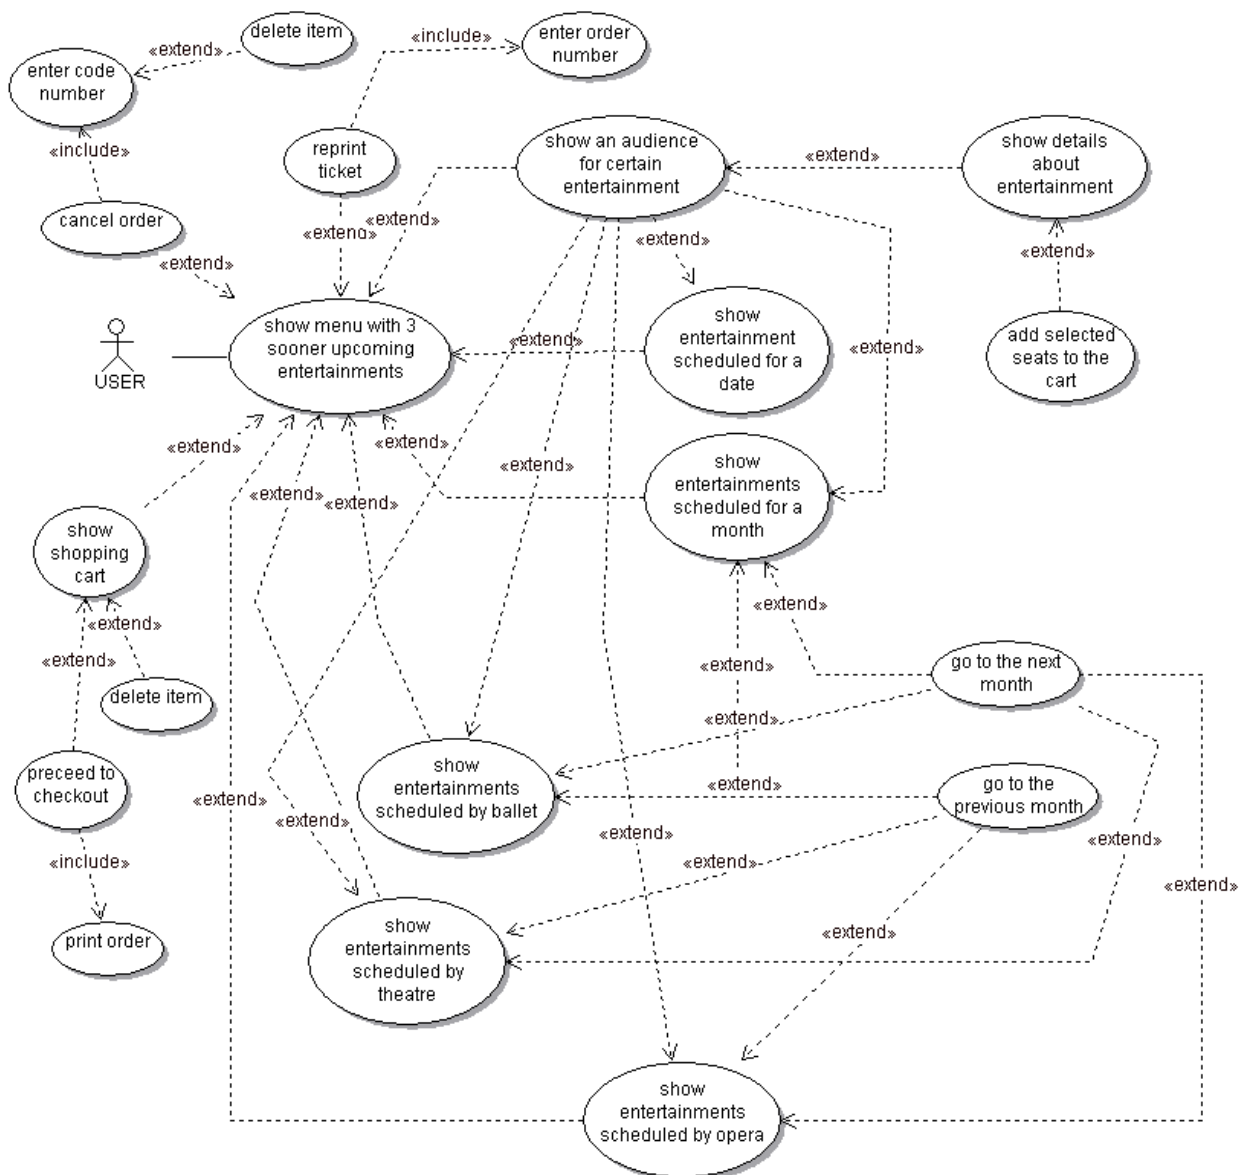 delete item
«include»
enter order
number
«extend»
enter code
number
«include»
reprint
ticket
show an audience
for certain
entertainment
«extend»
show details
about
entertainment
cancel order
«extend»
«extend»
«extend»
«extend»
«extend»
«extend»
show menu with 3
sooner upcoming
entertainments
USER
«extend»
show
entertainment
scheduled for a
date
«extend»
add selected
seats to the
cart
«extend»
«extend»
«extend»
«extend»
«extend»
show
entertainments
scheduled for a
month
show
shopping
cart
«extend»
«extend»
«extend»
«extend»
«extend»
go to the next
month
delete item
«extend»
preceed to
checkout
show
entertainments
scheduled by ballet
«extend»
go to the
previous month
«extend»
«extend»
«extend»
«extend»
«include»
«extend»
«extend»
print order
show
entertainments
scheduled by
theatre
«extend»
show
entertainments
scheduled by opera